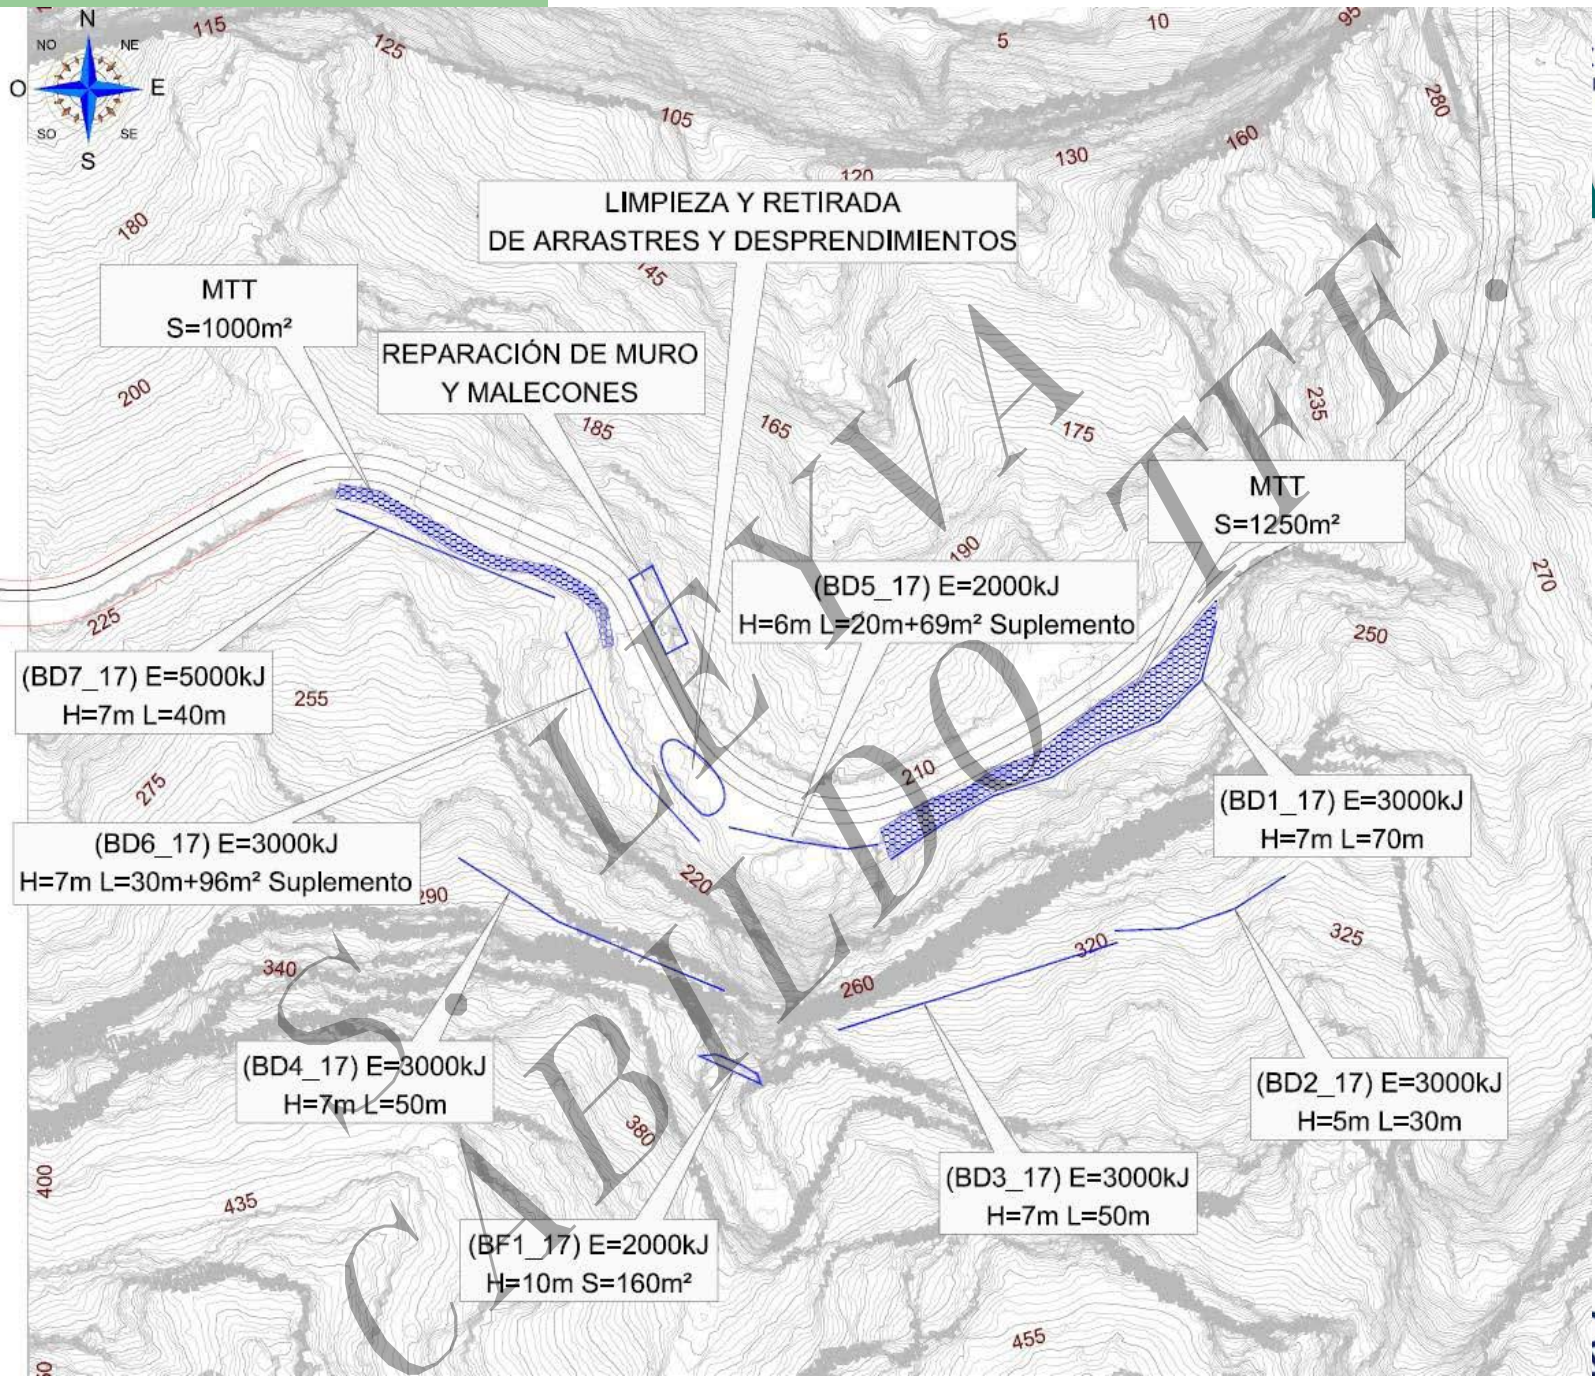 N
NO
NE
O
E
SO
SE
S
115
125
5
10
95
105
280
160
130
120
180
LIMPIEZA Y RETIRADA
DE ARRASTRES Y DESPRENDIMIENTOS
145
MTT
S=1000m²
REPARACIÓN DE MURO
Y MALECONES
200
185
165
175
235
MTT
S=1250m²
190
(BD5_17) E=2000kJ
H=6m L=20m+69m² Suplemento
270
225
250
(BD7_17) E=5000kJ
H=7m L=40m
255
275
210
(BD1_17) E=3000kJ
H=7m L=70m
(BD6_17) E=3000kJ
H=7m L=30m+96m² Suplemento
220
290
320
325
340
260
(BD4_17) E=3000kJ
H=7m L=50m
(BD2_17) E=3000kJ
H=5m L=30m
380
400
435
(BD3_17) E=3000kJ
H=7m L=50m
(BF1_17) E=2000kJ
H=10m S=160m²
455
S. LEYVA
CABILDO TFE